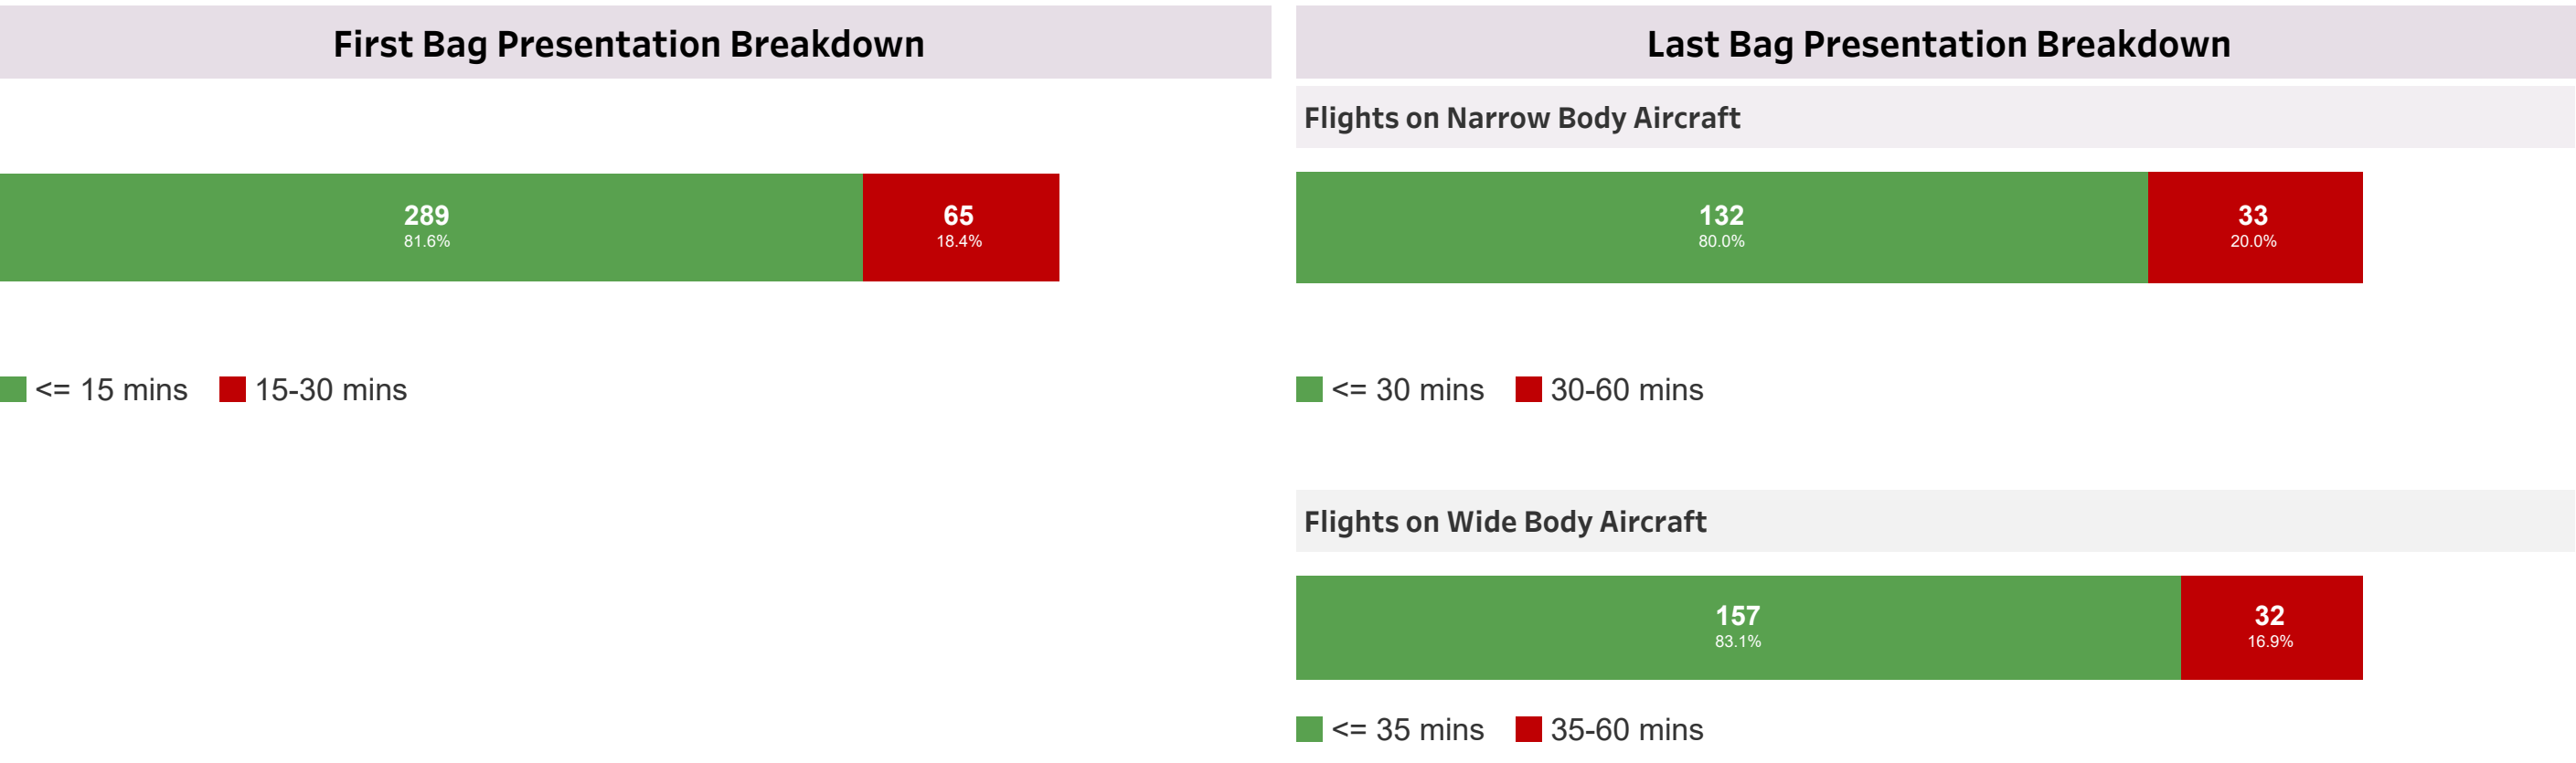 First Bag Presentation Breakdown
289
81.6%
65
18.4%
<= 15 mins
15-30 mins
Last Bag Presentation Breakdown
Flights on Narrow Body Aircraft
132
80.0%
33
20.0%
<= 30 mins
30-60 mins
Flights on Wide Body Aircraft
157
83.1%
32
16.9%
<= 35 mins
35-60 mins